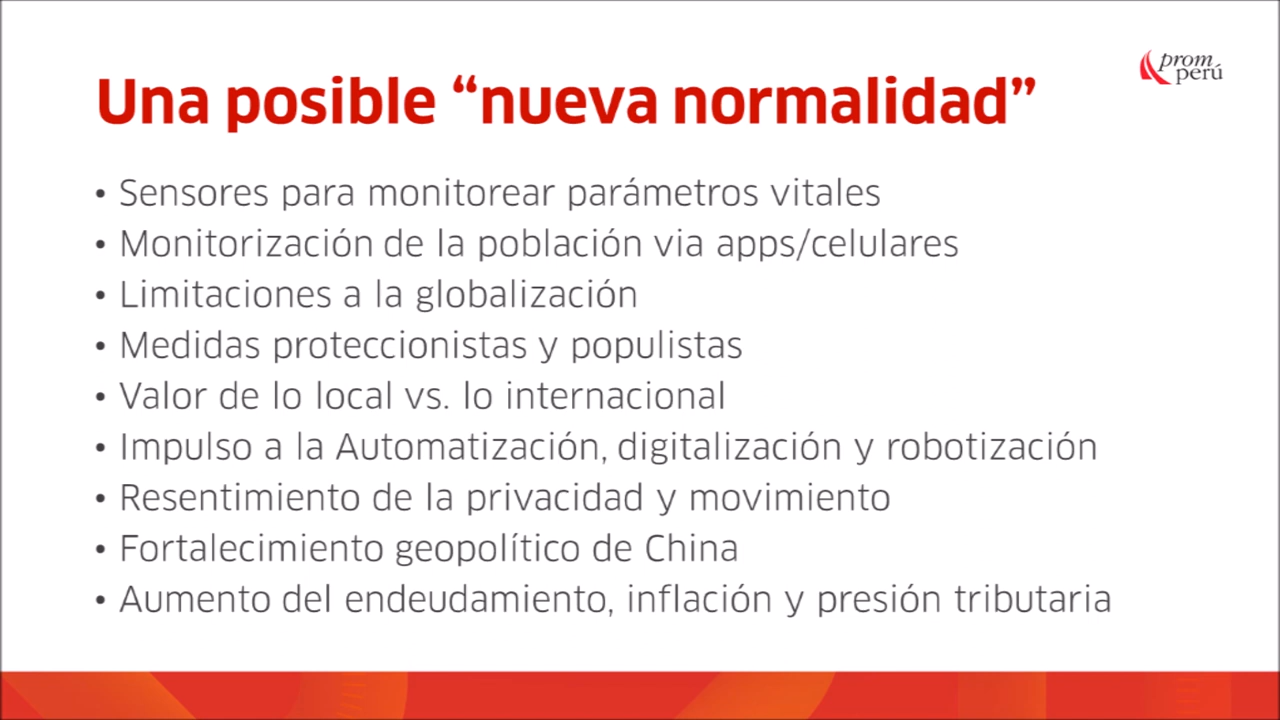 prom
perú
Una posible “nueva normalidad”
• Sensores para monitorear parámetros vitales
• Monitorización de la población via apps/celulares
• Limitaciones a la globalización
• Medidas proteccionistas y populistas
• Valor de lo local vs. lo internacional
• Impulso a la Automatización, digitalización y robotización
• Resentimiento de la privacidad y movimiento
• Fortalecimiento geopolítico de China
• Aumento del endeudamiento, inflación y presión tributaria